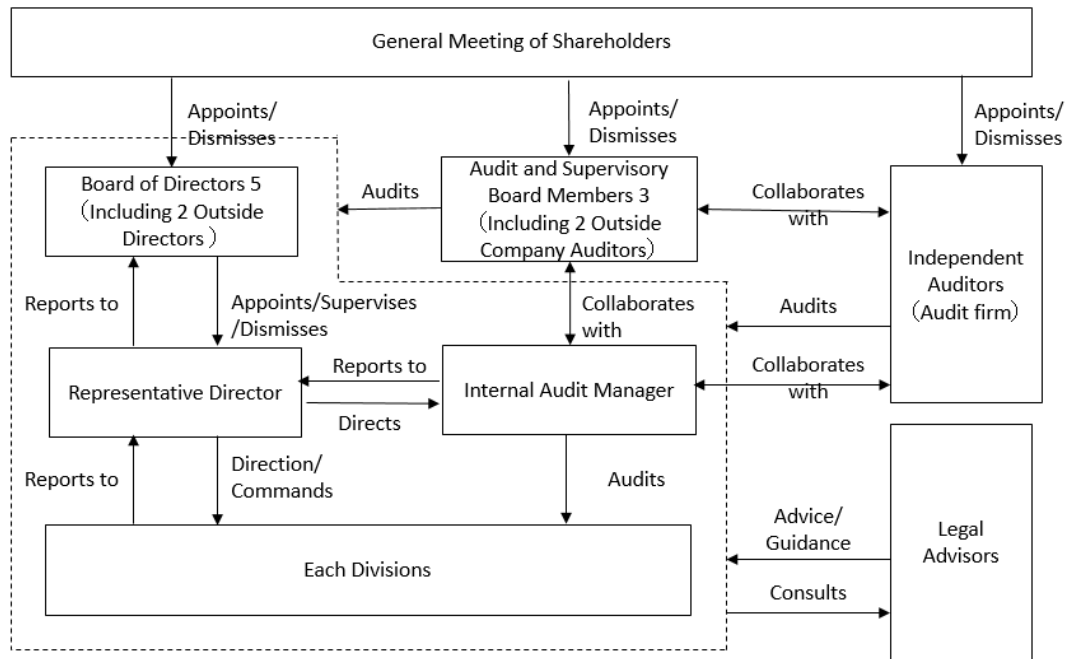 General Meeting of Shareholders
Appoints/
Dismisses
Appoints/
Dismisses
Appoints/
Dismisses
Board of Directors 5
（Including 2 Outside
Directors）
Audits
Audit and Supervisory
Board Members 3
（Including 2 Outside
Company Auditors）
Collaborates
with
Independent
Auditors
（Audit firm）
Reports to
Appoints/Supervises
/Dismisses
Collaborates
with
Audits
Representative Director
Reports to
Directs
Internal Audit Manager
Collaborates
with
Reports to
Direction/
Commands
Audits
Each Divisions
Advice/
Guidance
Consults
Legal
Advisors